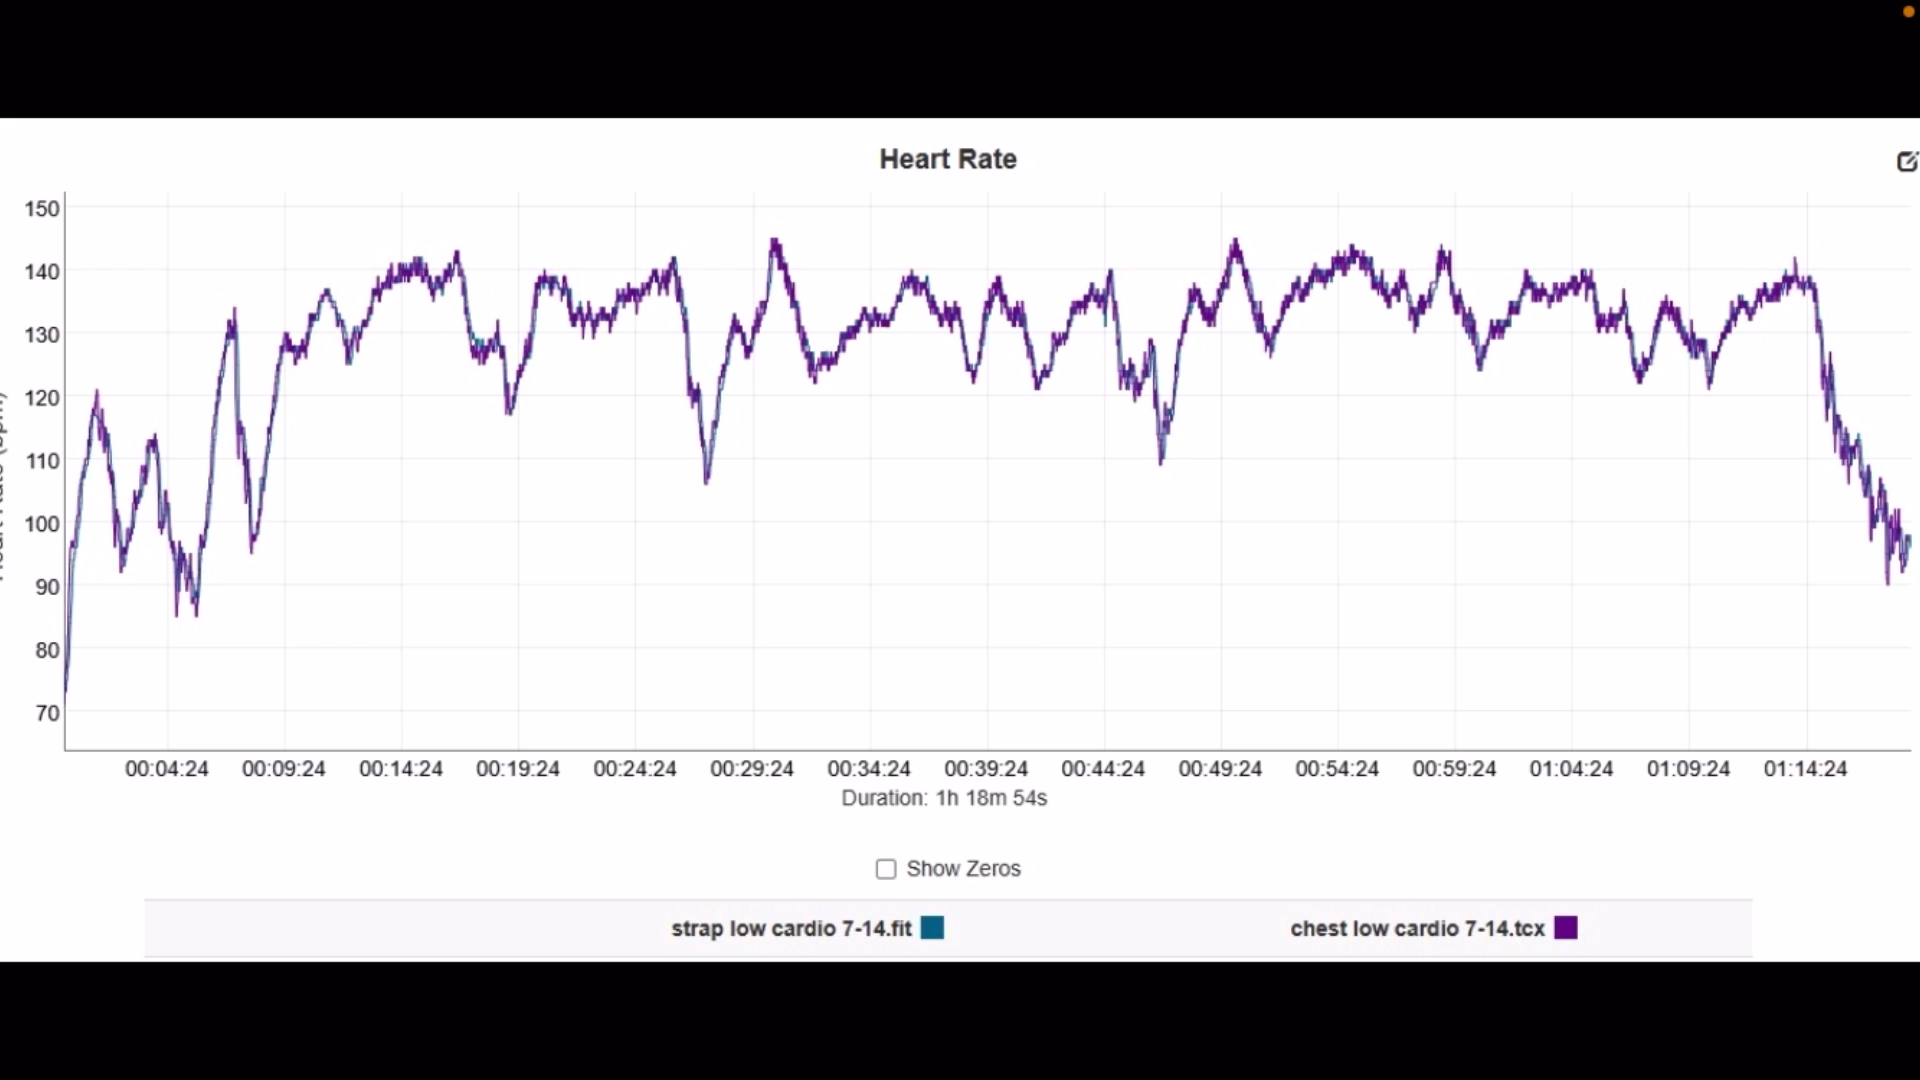 Heart Rate
150
140
130
120
110
100
90
80
70
00:04:24 00:09:24 00:14:24 00:19:24 00:24:24 00:29:24 00:34:24 00:39:24 00:44:24 00:49:24 00:54:24 00:59:24 01:04:24 01:09:24 01:14:24
Duration: 1h 18m 54s
Show Zeros
strap low cardio 7-14.fit chest low cardio 7-14.tcx